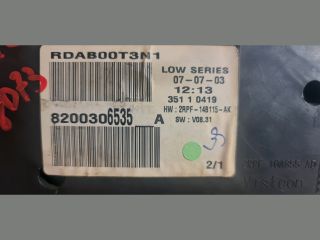 RDAB00T3N1
LOW SERIES
07-07-03
12:13
351 1 0419
HW : 2RPF-14B115-AK
SW : V08.31
8200306535__A
2/1
Visteon